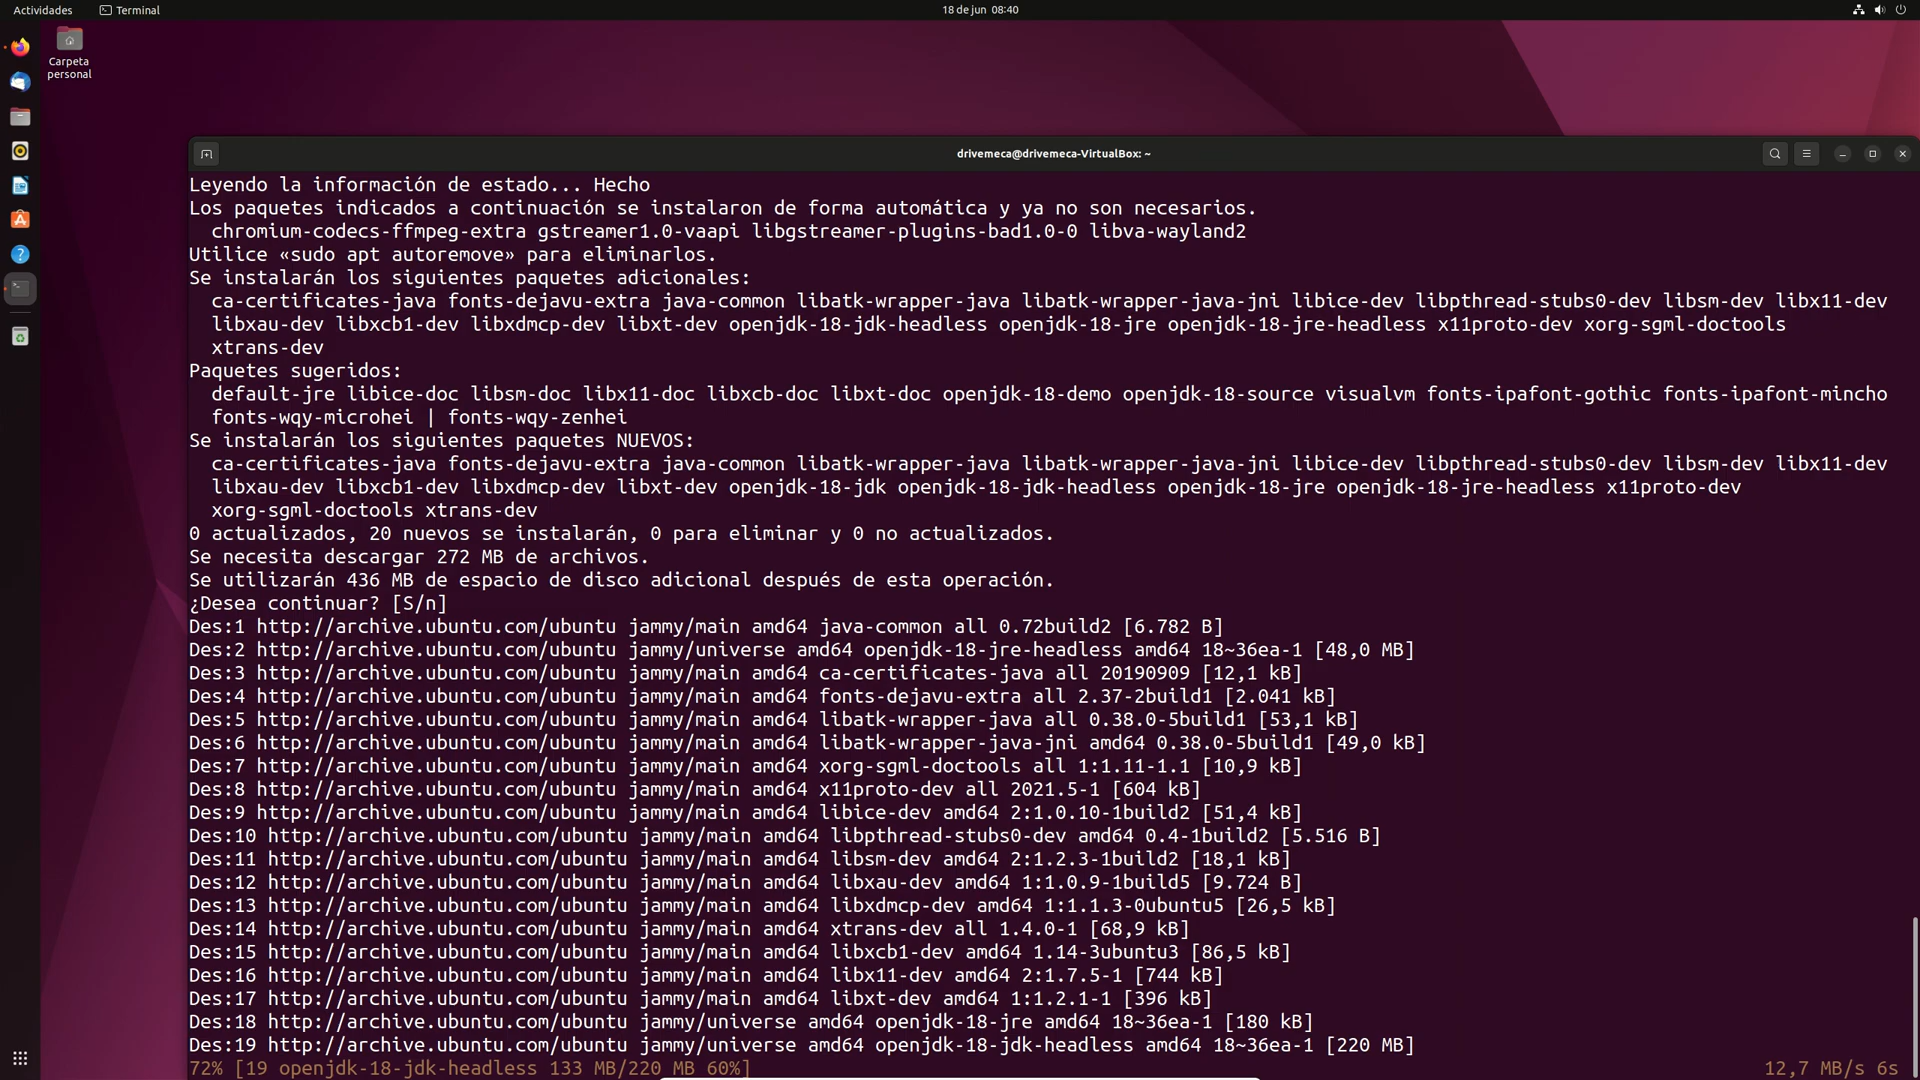 Actividades
Terminal
18 de jun 08:40
Carpeta
personal
drivemeca@drivemeca-VirtualBox: ~
Leyendo la información de estado... Hecho
Los paquetes indicados a continuación se instalaron de forma automática y ya no son necesarios.
chromium-codecs-ffmpeg-extra gstreamer1.0-vaapi libgstreamer-plugins-bad1.0-0 libva-wayland2
Utilice «sudo apt autoremove» para eliminarlos.
Se instalarán los siguientes paquetes adicionales:
ca-certificates-java fonts-dejavu-extra java-common libatk-wrapper-java libatk-wrapper-java-jni libice-dev libpthread-stubs0-dev libsm-dev libx11-dev
libxau-dev libxcb1-dev libxdmcp-dev libxt-dev openjdk-18-jdk-headless openjdk-18-jre openjdk-18-jre-headless x11proto-dev xorg-sgml-doctools
xtrans-dev
Paquetes sugeridos:
default-jre libice-doc libsm-doc libx11-doc libxcb-doc libxt-doc openjdk-18-demo openjdk-18-source visualvm fonts-ipafont-gothic fonts-ipafont-mincho
fonts-wqy-microhei | fonts-wqy-zenhei
Se instalarán los siguientes paquetes NUEVOS:
ca-certificates-java fonts-dejavu-extra java-common libatk-wrapper-java libatk-wrapper-java-jni libice-dev libpthread-stubs0-dev libsm-dev libx11-dev
libxau-dev libxcb1-dev libxdmcp-dev libxt-dev openjdk-18-jdk openjdk-18-jdk-headless openjdk-18-jre openjdk-18-jre-headless x11proto-dev
xorg-sgml-doctools xtrans-dev
0 actualizados, 20 nuevos se instalarán, 0 para eliminar y 0 no actualizados.
Se necesita descargar 272 MB de archivos.
Se utilizarán 436 MB de espacio de disco adicional después de esta operación.
¿Desea continuar? [S/n]
Des:1 http://archive.ubuntu.com/ubuntu jammy/main amd64 java-common all 0.72build2 [6.782 B]
Des:2 http://archive.ubuntu.com/ubuntu jammy/universe amd64 openjdk-18-jre-headless amd64 18~36ea-1 [48,0 MB]
Des:3 http://archive.ubuntu.com/ubuntu jammy/main amd64 ca-certificates-java all 20190909 [12,1 kB]
Des:4 http://archive.ubuntu.com/ubuntu jammy/main amd64 fonts-dejavu-extra all 2.37-2build1 [2.041 kB]
Des:5 http://archive.ubuntu.com/ubuntu jammy/main amd64 libatk-wrapper-java all 0.38.0-5build1 [53,1 kB]
Des:6 http://archive.ubuntu.com/ubuntu jammy/main amd64 libatk-wrapper-java-jni amd64 0.38.0-5build1 [49,0 kB]
Des:7 http://archive.ubuntu.com/ubuntu jammy/main amd64 xorg-sgml-doctools all 1:1.11-1.1 [10,9 kB]
Des:8 http://archive.ubuntu.com/ubuntu jammy/main amd64 x11proto-dev all 2021.5-1 [604 kB]
Des:9 http://archive.ubuntu.com/ubuntu jammy/main amd64 libice-dev amd64 2:1.0.10-1build2 [51,4 kB]
Des:10 http://archive.ubuntu.com/ubuntu jammy/main amd64 libpthread-stubs0-dev amd64 0.4-1build2 [5.516 B]
Des:11 http://archive.ubuntu.com/ubuntu jammy/main amd64 libsm-dev amd64 2:1.2.3-1build2 [18,1 kB]
Des:12 http://archive.ubuntu.com/ubuntu jammy/main amd64 libxau-dev amd64 1:1.0.9-1build5 [9.724 B]
Des:13 http://archive.ubuntu.com/ubuntu jammy/main amd64 libxdmcp-dev amd64 1:1.1.3-0ubuntu5 [26,5 kB]
Des:14 http://archive.ubuntu.com/ubuntu jammy/main amd64 xtrans-dev all 1.4.0-1 [68,9 kB]
Des:15 http://archive.ubuntu.com/ubuntu jammy/main amd64 libxcb1-dev amd64 1.14-3ubuntu3 [86,5 kB]
Des:16 http://archive.ubuntu.com/ubuntu jammy/main amd64 libx11-dev amd64 2:1.7.5-1 [744 kB]
Des:17 http://archive.ubuntu.com/ubuntu jammy/main amd64 libxt-dev amd64 1:1.2.1-1 [396 kB]
Des:18 http://archive.ubuntu.com/ubuntu jammy/universe amd64 openjdk-18-jre amd64 18~36ea-1 [180 kB]
Des:19 http://archive.ubuntu.com/ubuntu jammy/universe amd64 openjdk-18-jdk-headless amd64 18~36ea-1 [220 MB]
72% [19 openjdk-18-jdk-headless 133 MB/220 MB 60%] 12,7 MB/s 6s